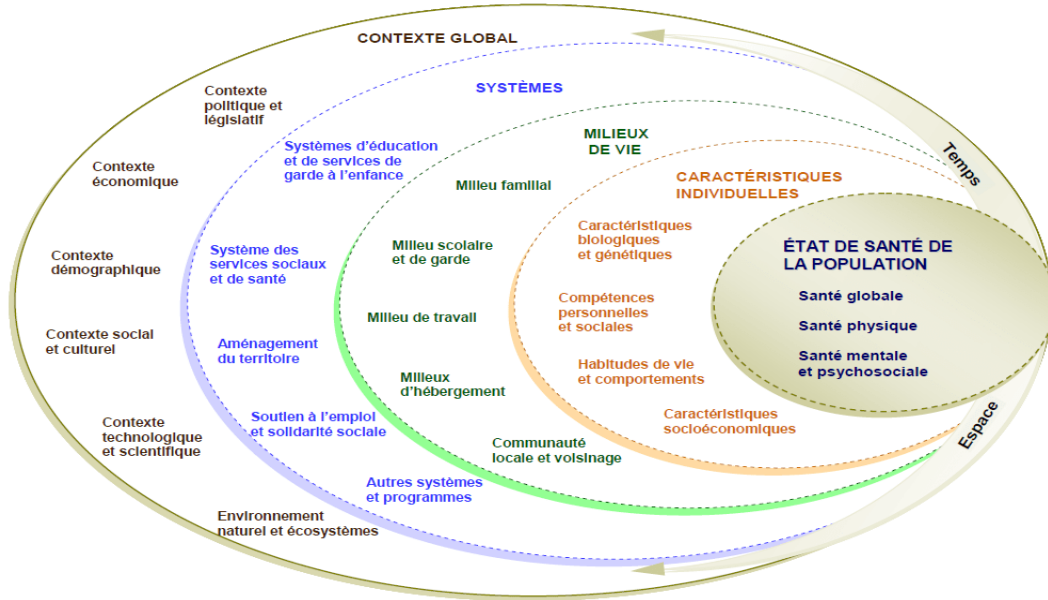 CONTEXTE GLOBAL
Contexte
politique et
législatif
Contexte
économique
Contexte
démographique
Contexte social
et culturel
Contexte
technologique
et scientifique
Environnement
naturel et écosystèmes
SYSTÈMES
Systèmes d'éducation
et de services de
garde à l'enfance
Système des
services sociaux
et de santé
Aménagement
du territoire
Soutien à l'emploi
et solidarité sociale
Autres systèmes
et programmes
MILIEUX
DE VIE
Milieu familial
Milieu scolaire
et de garde
Milieu de travail
Milieux
d'hébergement
Communauté
locale et voisinage
CARACTÉRISTIQUES
INDIVIDUELLES
Caractéristiques
biologiques
et génétiques
Compétences
personnelles
et sociales
Habitudes de vie
et comportements
Caractéristiques
socioéconomiques
ÉTAT DE SANTÉ DE
LA POPULATION
Santé globale
Santé physique
Santé mentale
et psychosociale
Temps
Espace